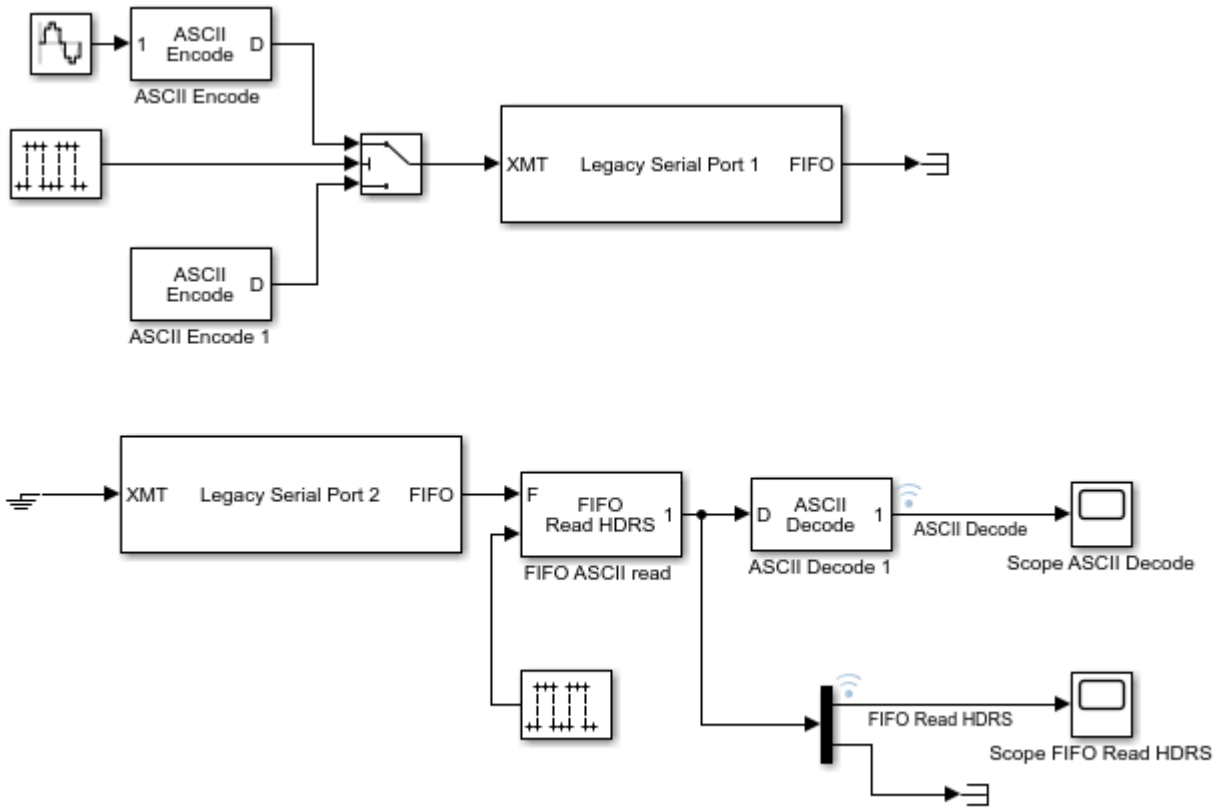 ASCII
1 Encode D
ASCII Encode
XMT Legacy Serial Port 1 FIFO
ASCII
Encode D
ASCII Encode 1
XMT Legacy Serial Port 2 FIFO
F FIFO
Read HDRS 1
FIFO ASCII read
D ASCII
Decode 1
ASCII Decode 1
ASCII Decode
Scope ASCII Decode
FIFO Read HDRS
Scope FIFO Read HDRS